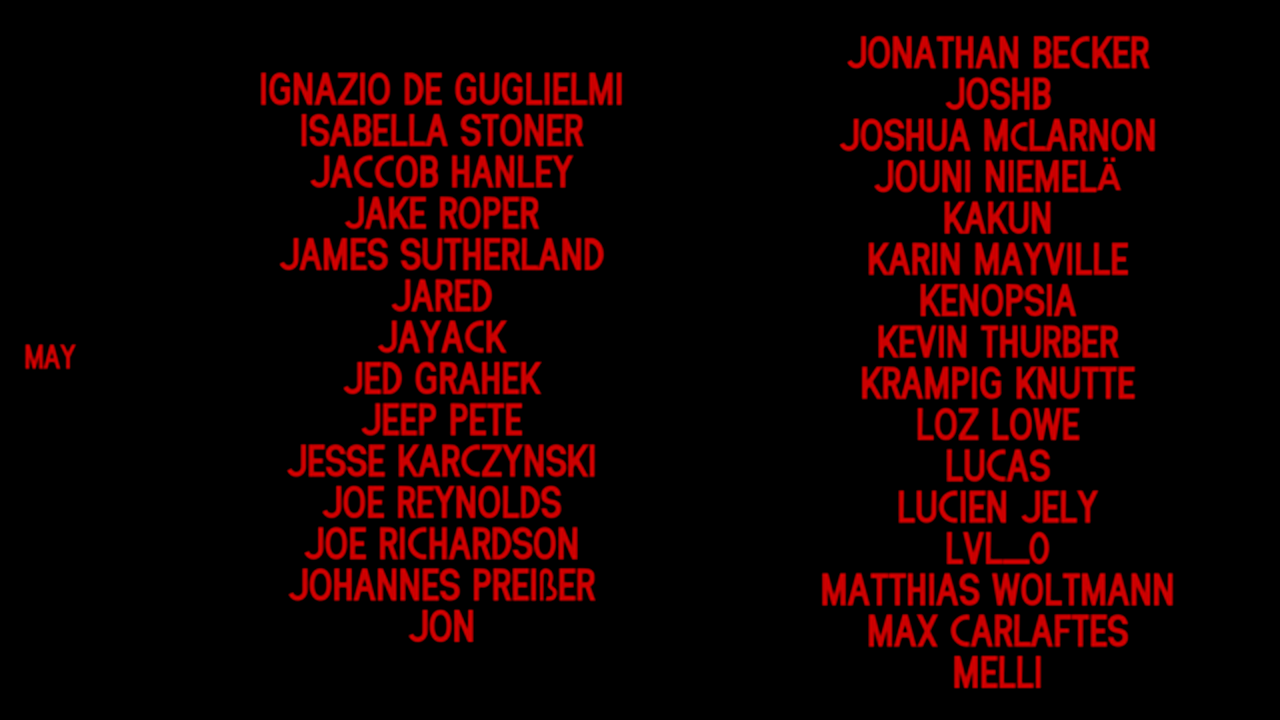 MAY
IGNAZIO DE GUGLIELMI
ISABELLA STONER
JACCOB HANLEY
JAKE ROPER
JAMES SUTHERLAND
JARED
JAYACK
JED GRAHEK
JEEP PETE
JESSE KARCZYNSKI
JOE REYNOLDS
JOE RICHARDSON
JOHANNES PREIßER
JON
JONATHAN BECKER
JOSHB
JOSHUA McLARNON
JOUNI NIEMELÄ
KAKUN
KARIN MAYVILLE
KENOPSIA
KEVIN THURBER
KRAMPIG KNUTTE
LOZ LOWE
LUCAS
LUCIEN JELY
LVL_0
MATTHIAS WOLTMANN
MAX CARLAFTES
MELLI